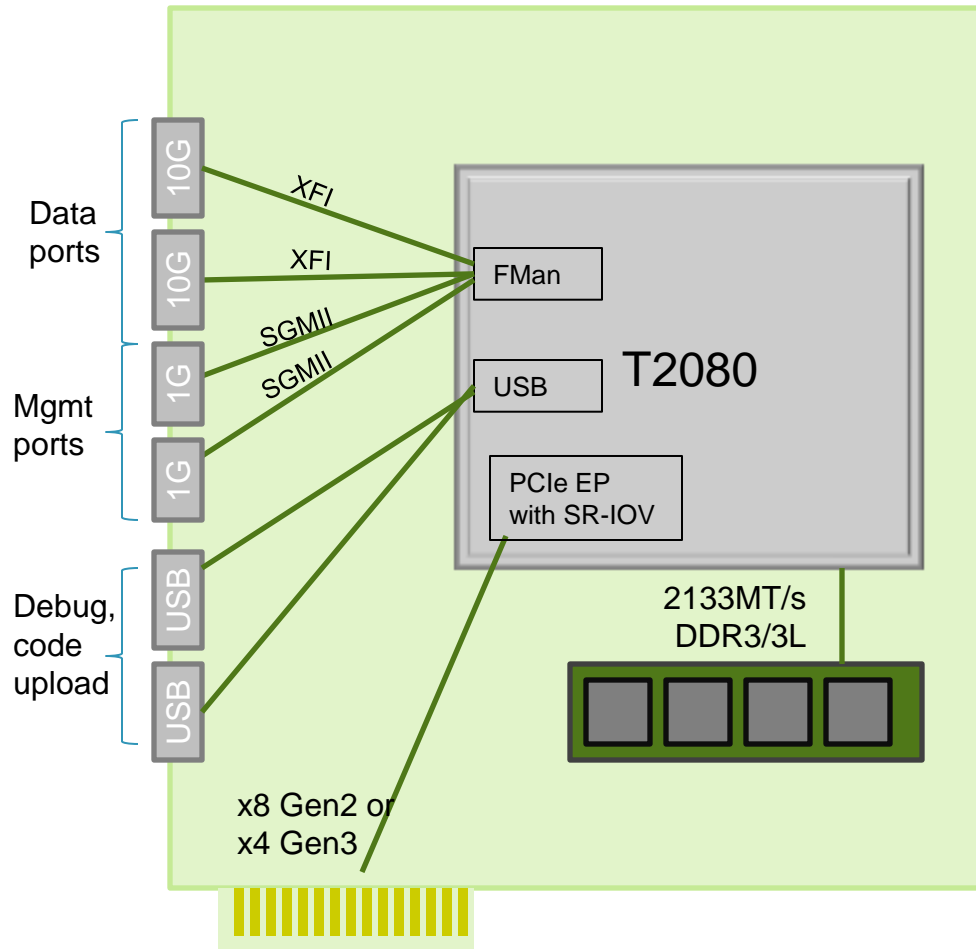 Data
ports
10G
XFI
10G
XFI
Mgmt
ports
1G
SGMII
1G
SGMII
Debug,
code
upload
USB
USB
FMan
USB
T2080
PCIe EP
with SR-IOV
2133MT/s
DDR3/3L
x8 Gen2 or
x4 Gen3